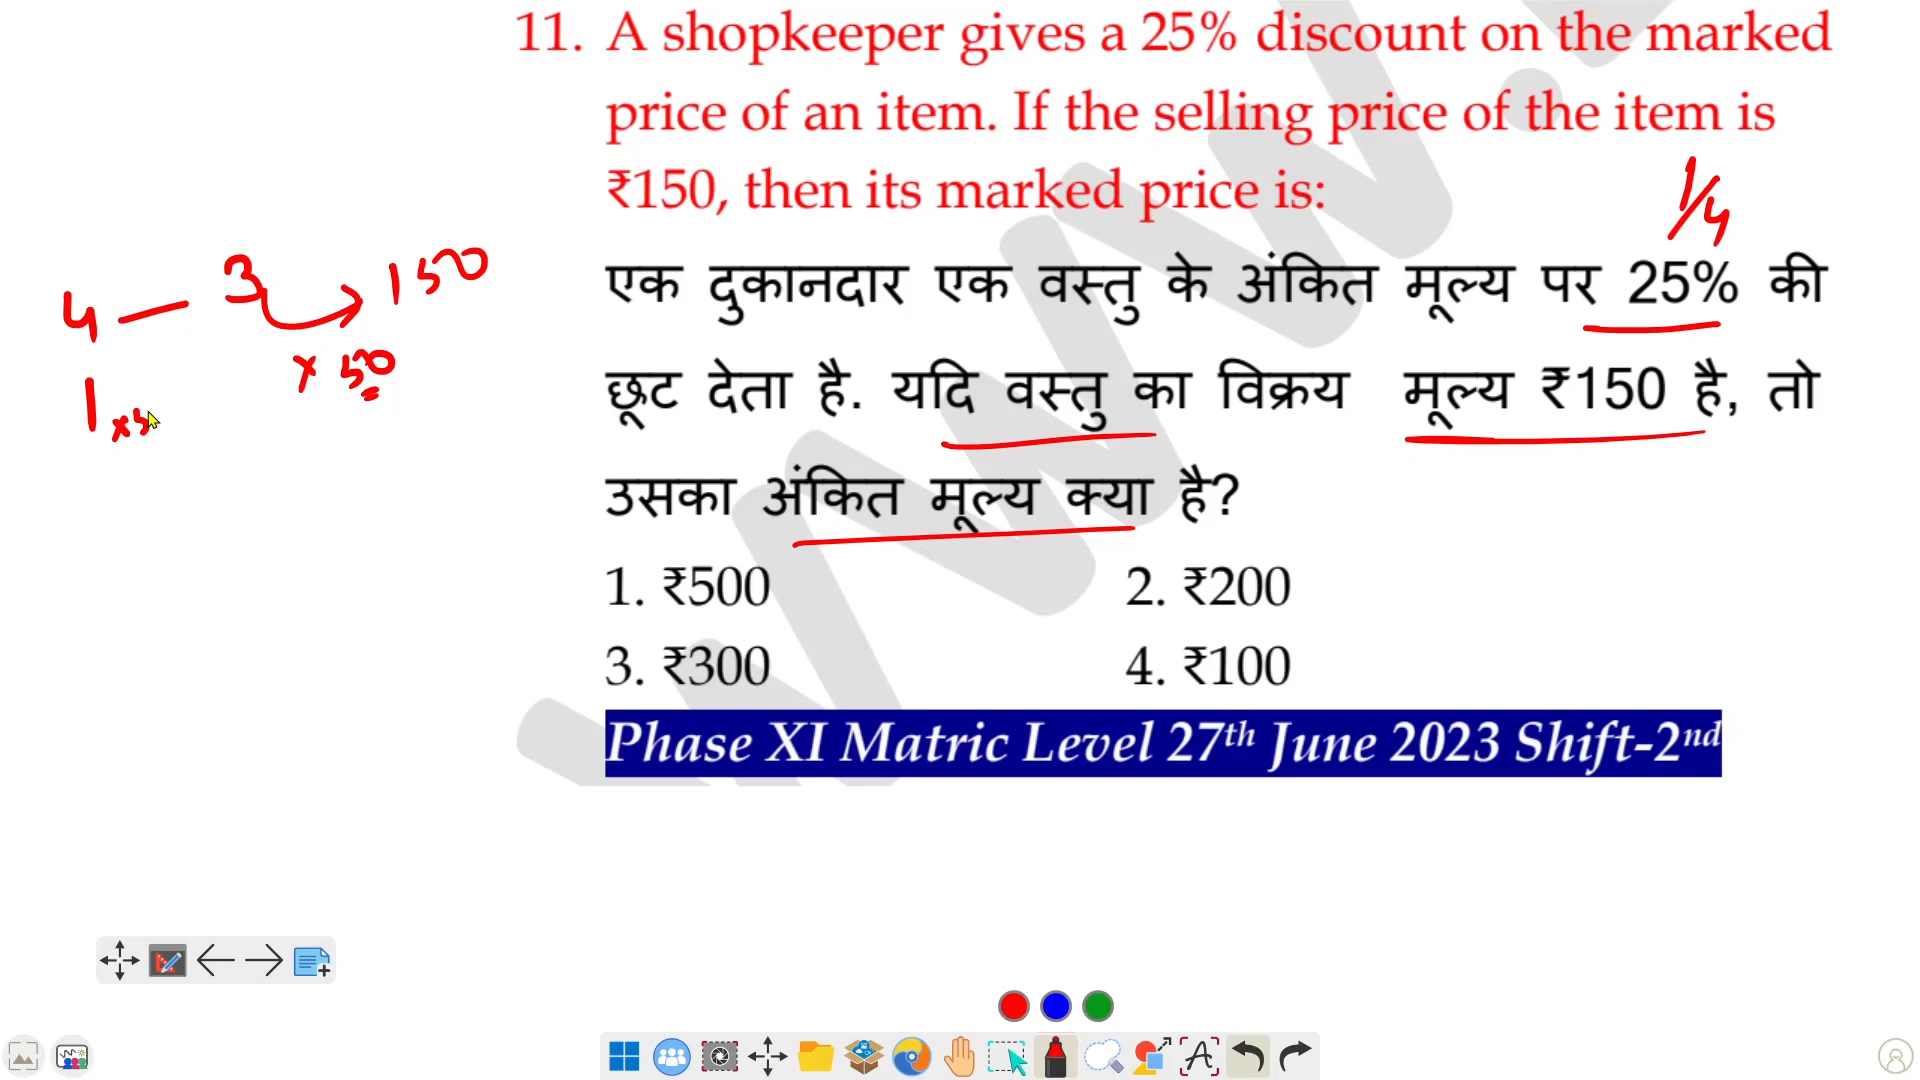 11. A shopkeeper gives a 25% discount on the marked
price of an item. If the selling price of the item is
₹150, then its marked price is:
1/4
एक दुकानदार एक वस्तु के अंकित मूल्य पर 25% की
छूट देता है. यदि वस्तु का विक्रय मूल्य ₹150 है, तो
उसका अंकित मूल्य क्या है?
4 — 3 150
× 50
1 ×5
1. ₹500 2. ₹200
3. ₹300 4. ₹100
Phase XI Matric Level 27th June 2023 Shift-2nd